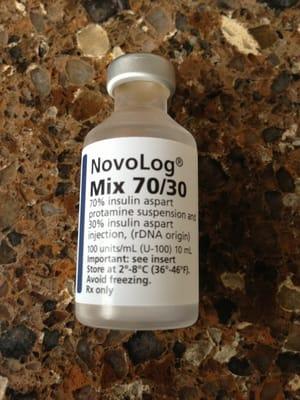 NovoLog®
Mix 70/30
70% insulin aspart
protamine suspension and
30% insulin aspart
injection, (rDNA origin)
100 units/mL (U-100) 10 mL
Important: see insert
Store at 2°-8°C (36°-46°F).
Avoid freezing.
Rx only